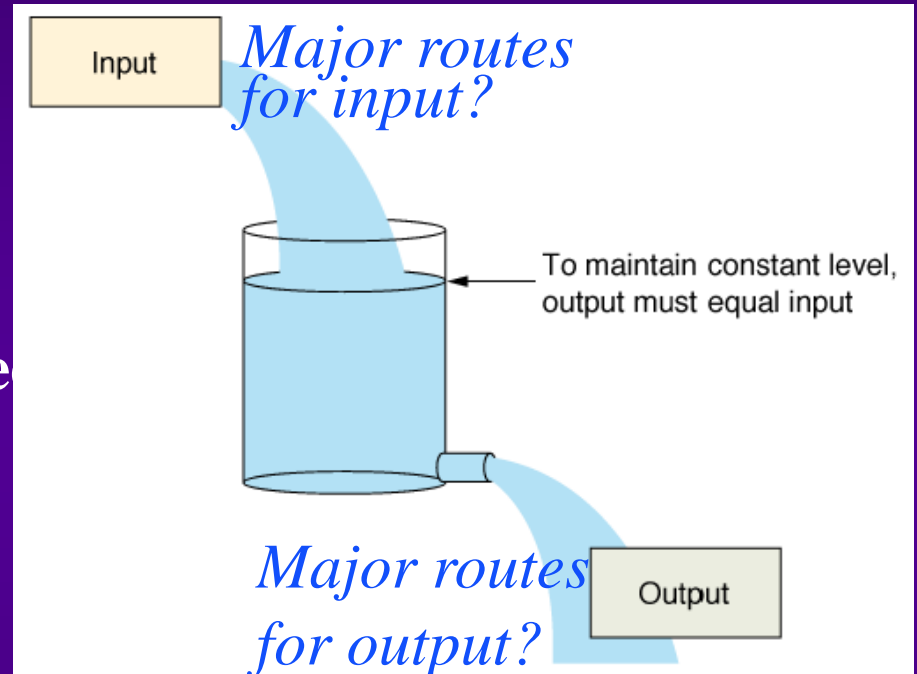 Input
Major routes
for input?
To maintain constant level,
output must equal input
Major routes
for output?
Output